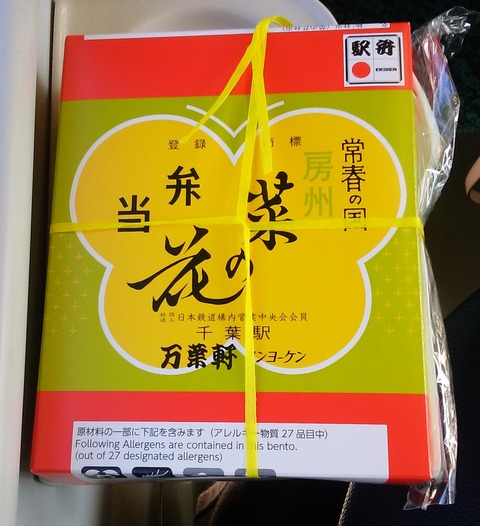 駅弁
EKIBEN
登録商標
常春の国
房州
菜の花
弁当
社団法人 日本鉄道構内営業中央会会員
千葉駅
万葉軒 マンヨーケン
原材料の一部に下記を含みます（アレルギー物質 27 品目中）
Following Allergens are contained in this bento.
(out of 27 designated allergens)